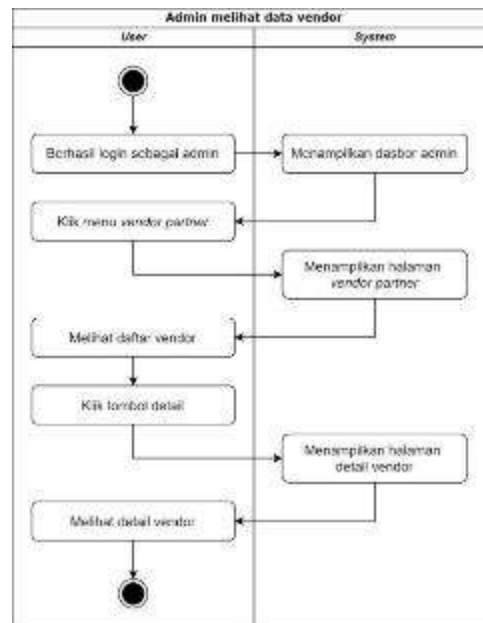 Admin melihat data vendor
User
System
Berhasil login sebagai admin
Menampilkan dasbor admin
Klik menu vendor partner
Menampilkan halaman
vendor partner
Melihat daftar vendor
Klik tombol detail
Menampilkan halaman
detail vendor
Melihat detail vendor